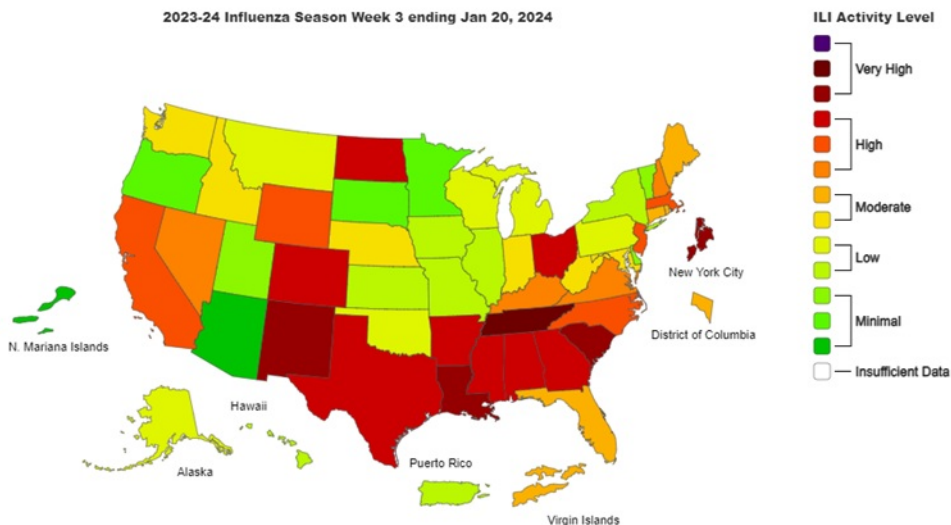 2023-24 Influenza Season Week 3 ending Jan 20, 2024
ILI Activity Level
Very High
High
Moderate
Low
Minimal
Insufficient Data
New York City
District of Columbia
N. Mariana Islands
Hawaii
Alaska
Puerto Rico
Virgin Islands